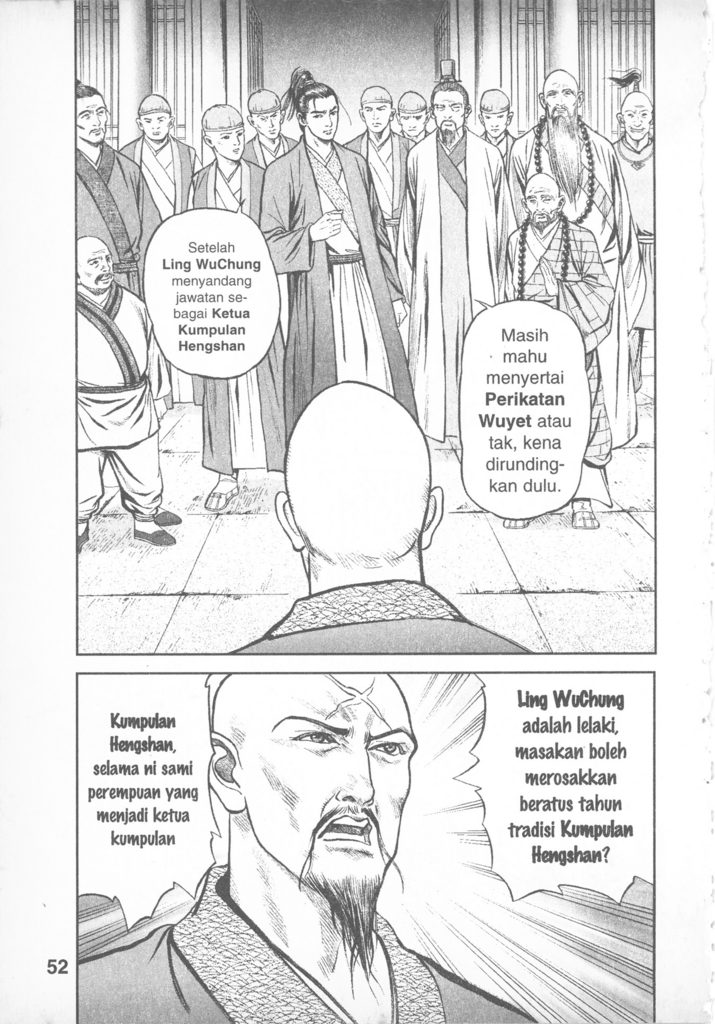 Setelah
Ling WuChung
menyandang
jawatan se-
bagai Ketua
Kumpulan
Hengshan
Masih
mahu
menyertai
Perikatan
Wuyet atau
tak, kena
dirunding-
kan dulu.
Kumpulan
Hengshan,
selama ni sami
perempuan yang
menjadi ketua
kumpulan
Ling WuChung
adalah lelaki,
masakan boleh
merosakkan
beratus tahun
tradisi Kumpulan
Hengshan?
52